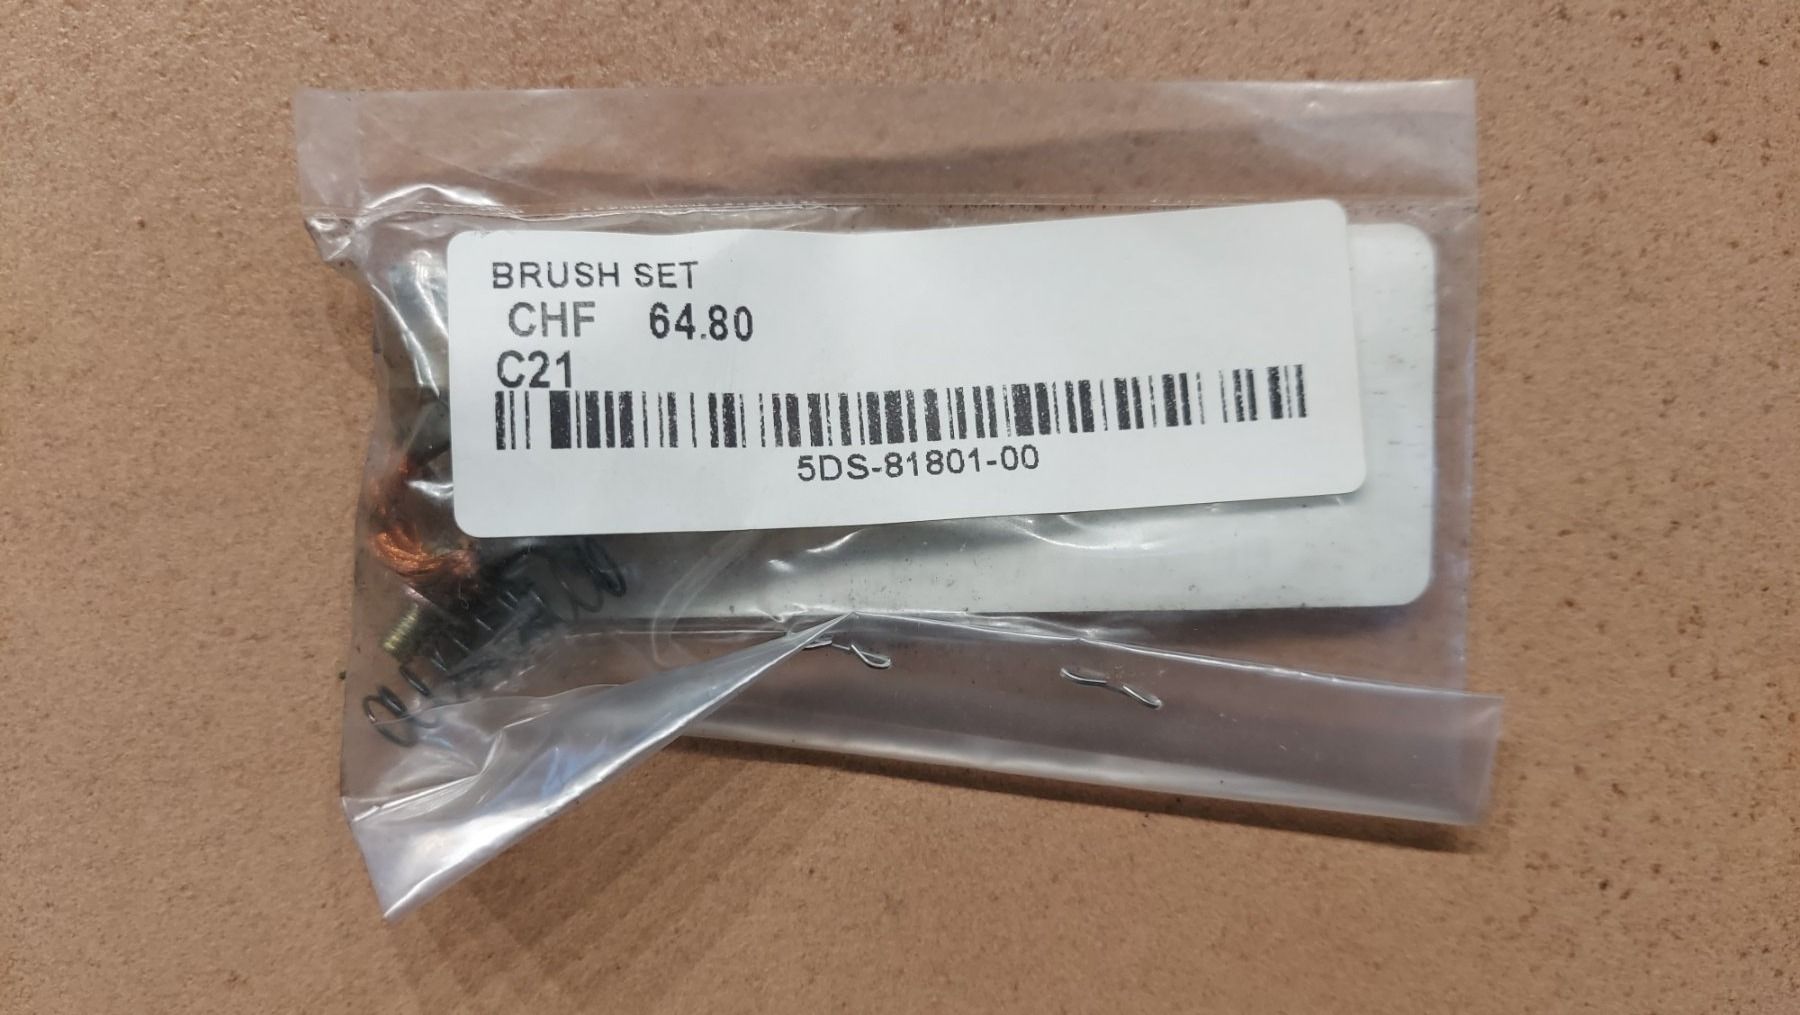 BRUSH SET
CHF 64.80
C21
5DS-81801-00